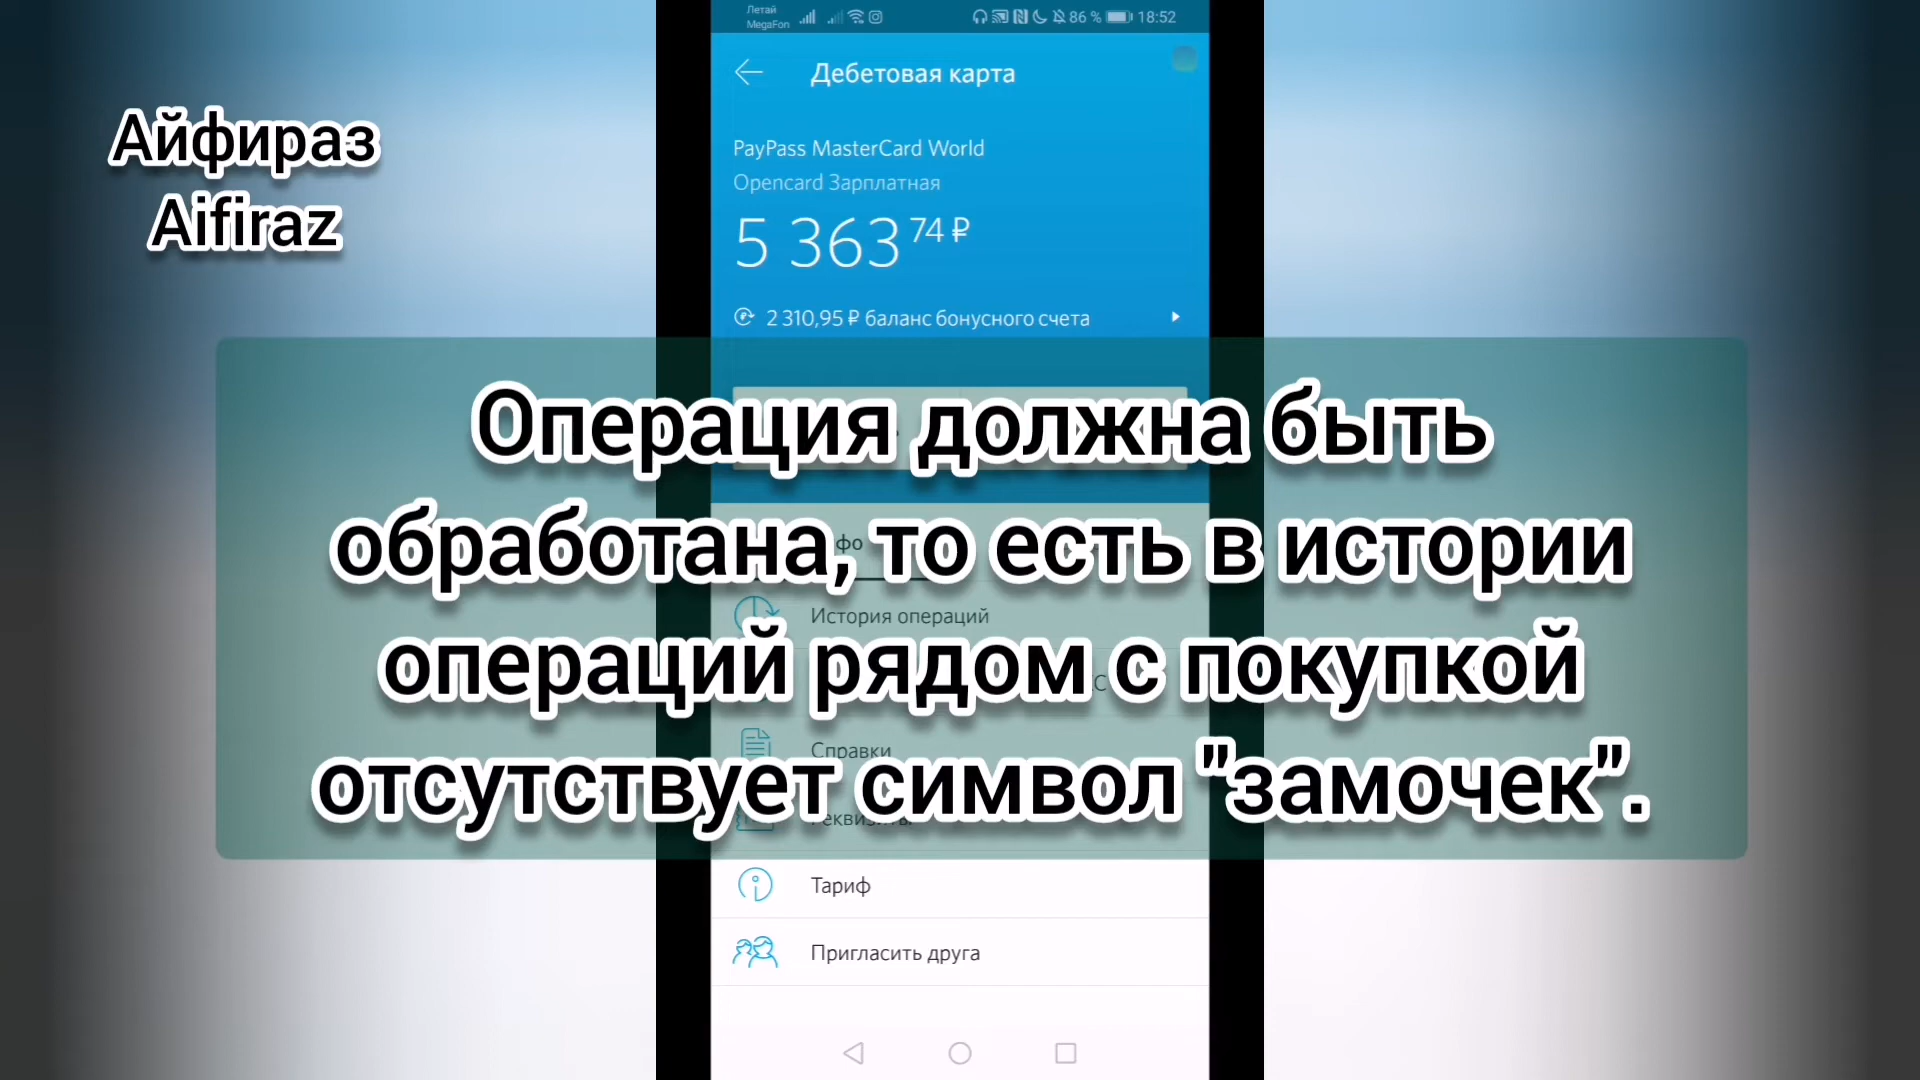 Летай
MegaFon
86 %
18:52
Дебетовая карта
Айфираз
Aifiraz
PayPass MasterCard World
Opencard Зарплатная
5 363 74 ₽
2 310,95 ₽ баланс бонусного счета
Операция должна быть
обработана, то есть в истории
операций рядом с покупкой
отсутствует символ "замочек".
История операций
Справки
Тариф
Пригласить друга